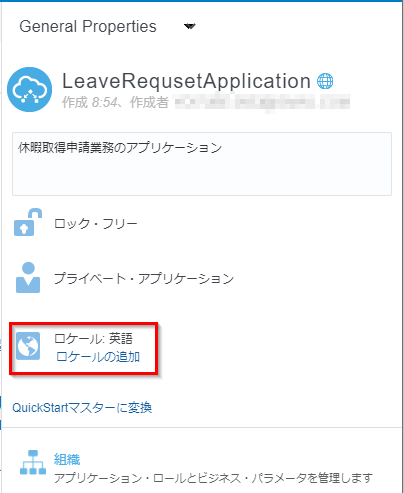 General Properties
LeaveRequsetApplication
作成 8:54、作成者
休暇取得申請業務のアプリケーション
ロック・フリー
プライベート・アプリケーション
ロケール: 英語
ロケールの追加
QuickStartマスターに変換
組織
アプリケーション・ロールとビジネス・パラメータを管理します